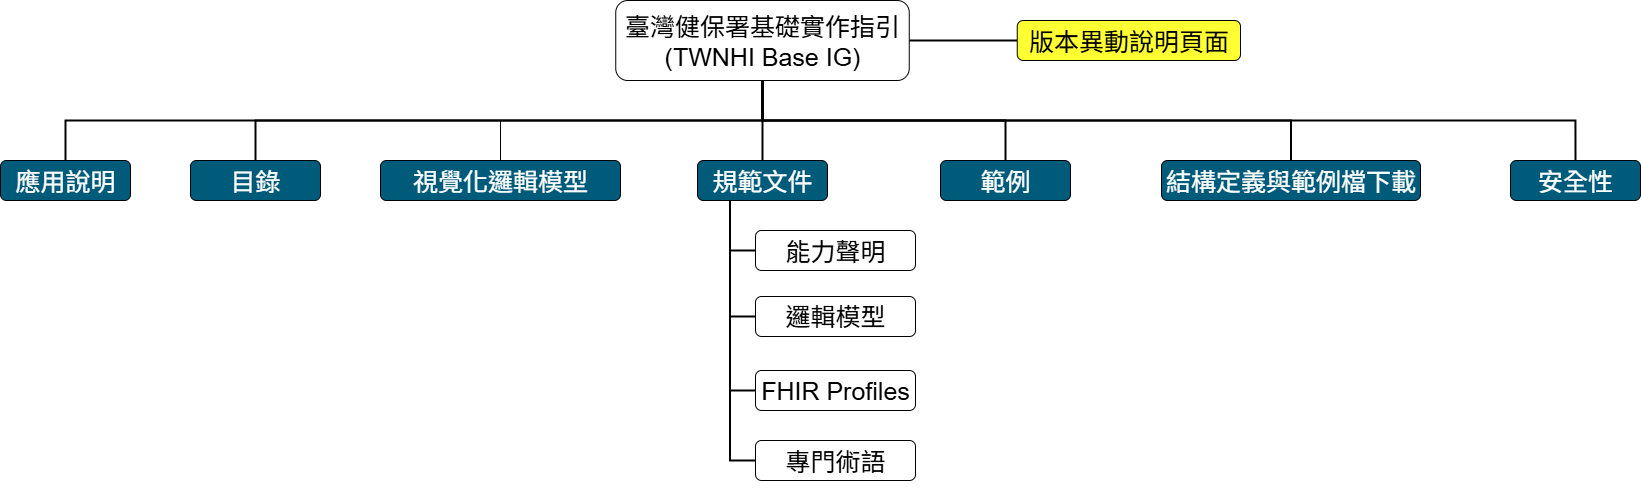 臺灣健保署基礎實作指引
(TWNHI Base IG)
版本異動說明頁面
應用說明
目錄
視覺化邏輯模型
規範文件
範例
結構定義與範例檔下載
安全性
能力聲明
邏輯模型
FHIR Profiles
專門術語